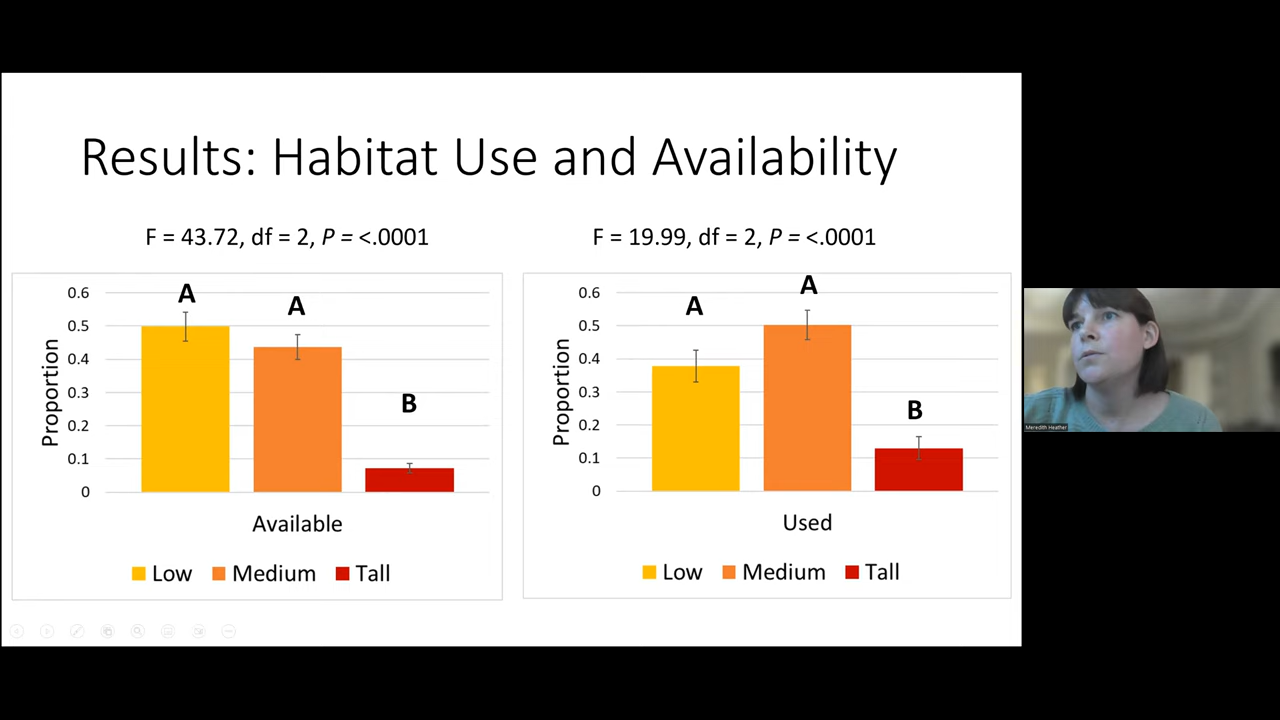 Results: Habitat Use and Availability
F = 43.72, df = 2, P = <.0001
F = 19.99, df = 2, P = <.0001
Proportion
0.6
0.5
0.4
0.3
0.2
0.1
0
A
A
B
Available
Low Medium Tall
Proportion
0.6
0.5
0.4
0.3
0.2
0.1
0
A
A
B
Used
Low Medium Tall
Meredith Heather